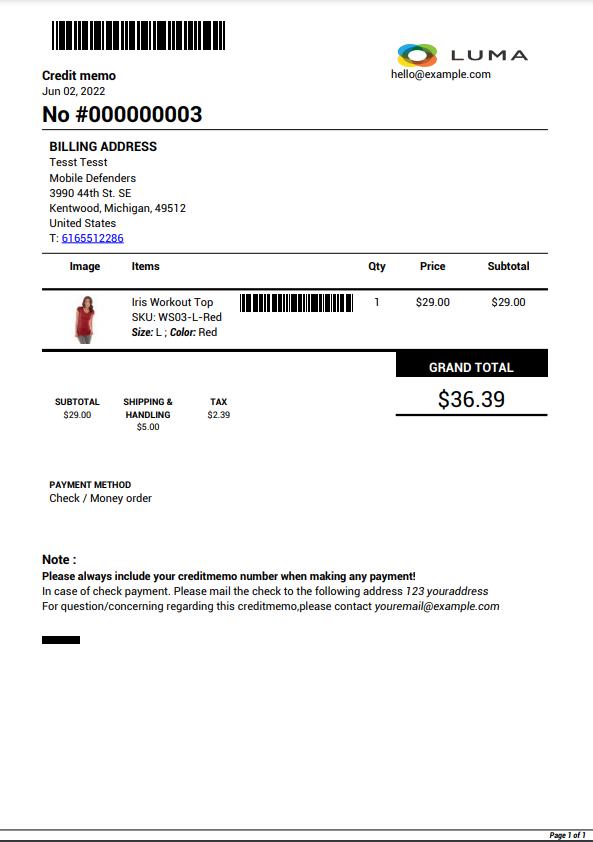 LUMA
hello@example.com
Credit memo
Jun 02, 2022
No #000000003
BILLING ADDRESS
Tesst Tesst
Mobile Defenders
3990 44th St. SE
Kentwood, Michigan, 49512
United States
T: 6165512286
Image Items Qty Price Subtotal
Iris Workout Top 1 $29.00 $29.00
SKU: WS03-L-Red
Size: L ; Color: Red
GRAND TOTAL
$36.39
SUBTOTAL
$29.00
SHIPPING &
HANDLING
$5.00
TAX
$2.39
PAYMENT METHOD
Check / Money order
Note :
Please always include your creditmemo number when making any payment!
In case of check payment. Please mail the check to the following address 123 youraddress
For question/concerning regarding this creditmemo,please contact youremail@example.com
Page 1 of 1